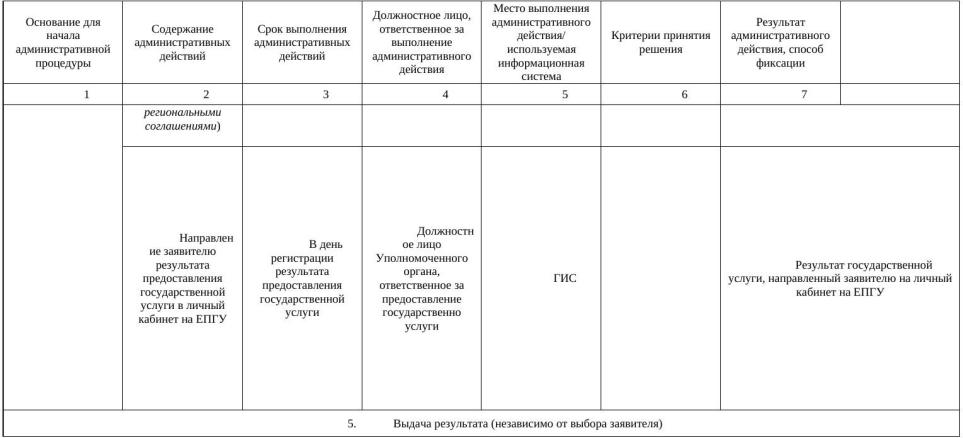 Основание для
начала
административной
процедуры
Содержание
административных
действий
Срок выполнения
административных
действий
Должностное лицо,
ответственное за
выполнение
административного
действия
Место выполнения
административного
действия/
используемая
информационная
система
Критерии принятия
решения
Результат
административного
действия, способ
фиксации
1
2
3
4
5
6
7
региональными
соглашениями)
Направлен
ие заявителю
результата
предоставления
государственной
услуги в личный
кабинет на ЕПГУ
В день
регистрации
результата
предоставления
государственной
услуги
Должностн
ое лицо
Уполномоченного
органа,
ответственное за
предоставление
государственно
услуги
ГИС
Результат государственной
услуги, направленный заявителю на личный
кабинет на ЕПГУ
5. Выдача результата (независимо от выбора заявителя)